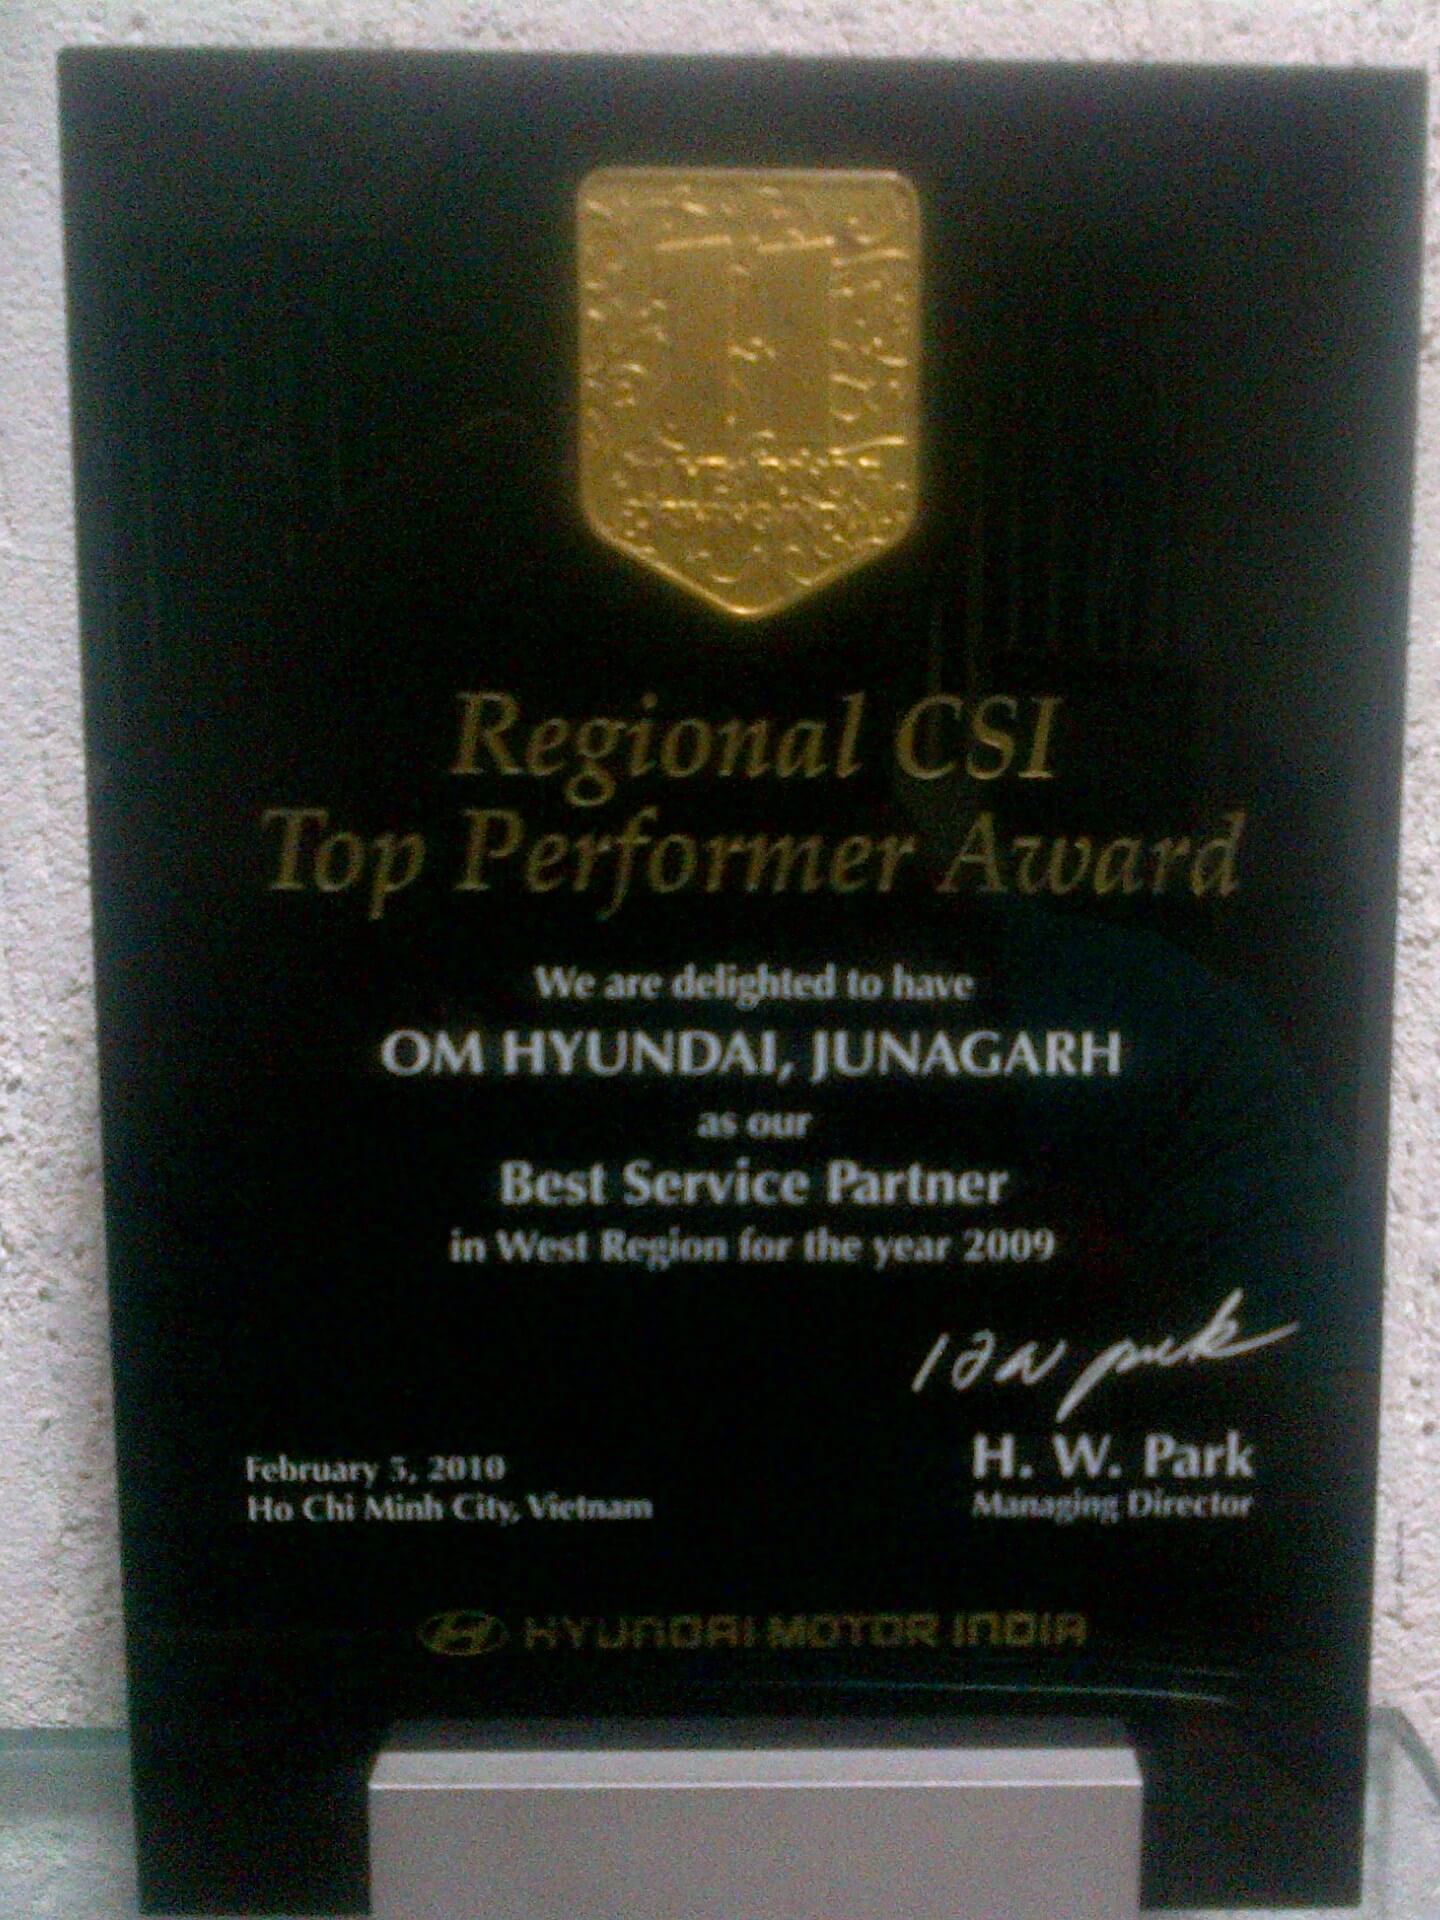 Regional CSI
Top Performer Award
We are delighted to have
OM HYUNDAI, JUNAGARH
as our
Best Service Partner
in West Region for the year 2009
February 5, 2010
Ho Chi Minh City, Vietnam
H. W. Park
Managing Director
HYUNDAI MOTOR INDIA